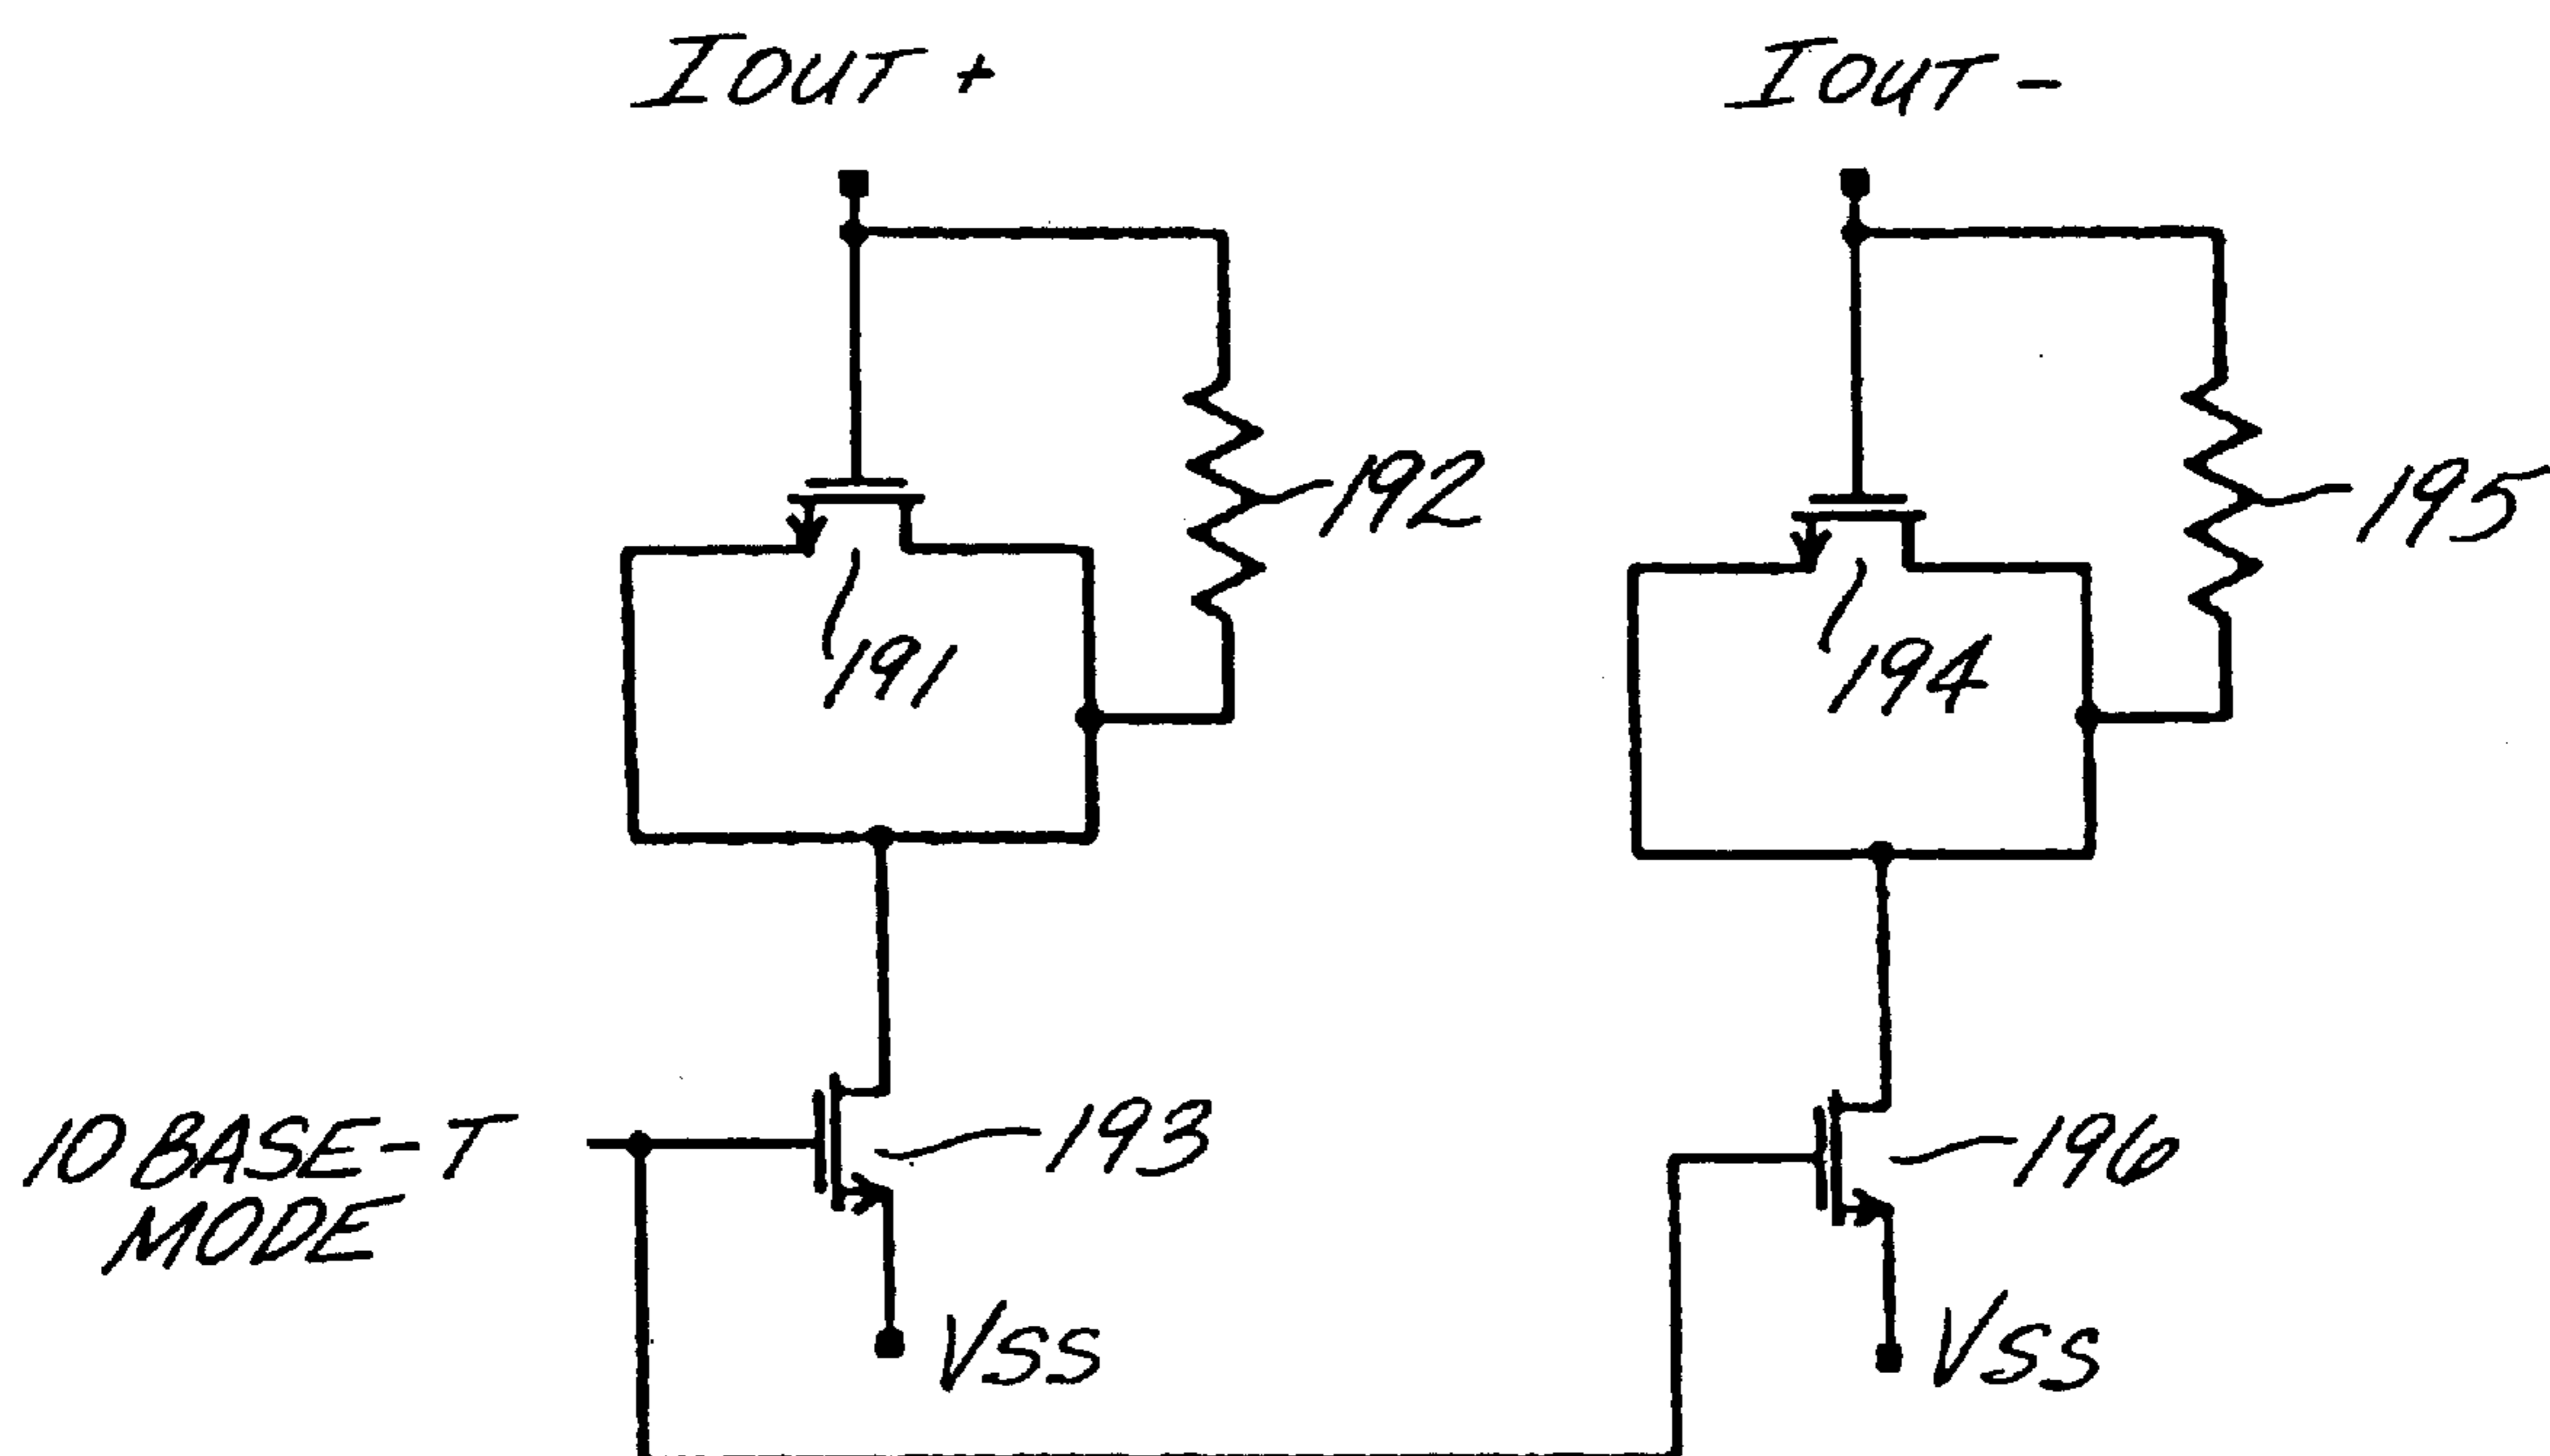 IOUT +
IOUT -
192
195
191
194
10 BASE-T
MODE
193
196
VSS
VSS